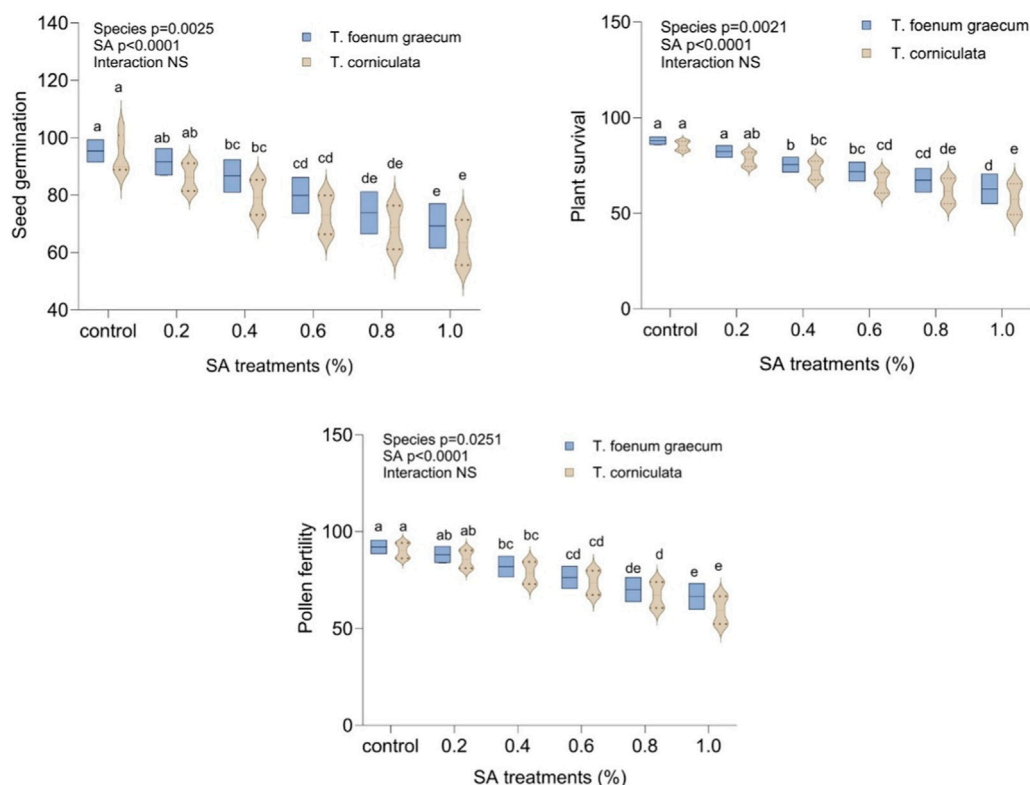 140
120
100
80
60
40
Seed germination
Species p=0.0025
SA p<0.0001
Interaction NS
T. foenum graecum
T. corniculata
a a ab ab bc bc cd cd de de e e
control 0.2 0.4 0.6 0.8 1.0
SA treatments (%)
150
100
50
0
Plant survival
Species p=0.0021
SA p<0.0001
Interaction NS
T. foenum graecum
T. corniculata
a a a ab b bc bc cd cd de d e
control 0.2 0.4 0.6 0.8 1.0
SA treatments (%)
150
100
50
0
Pollen fertility
Species p=0.0251
SA p<0.0001
Interaction NS
T. foenum graecum
T. corniculata
a a ab ab bc bc cd cd de d e e
control 0.2 0.4 0.6 0.8 1.0
SA treatments (%)